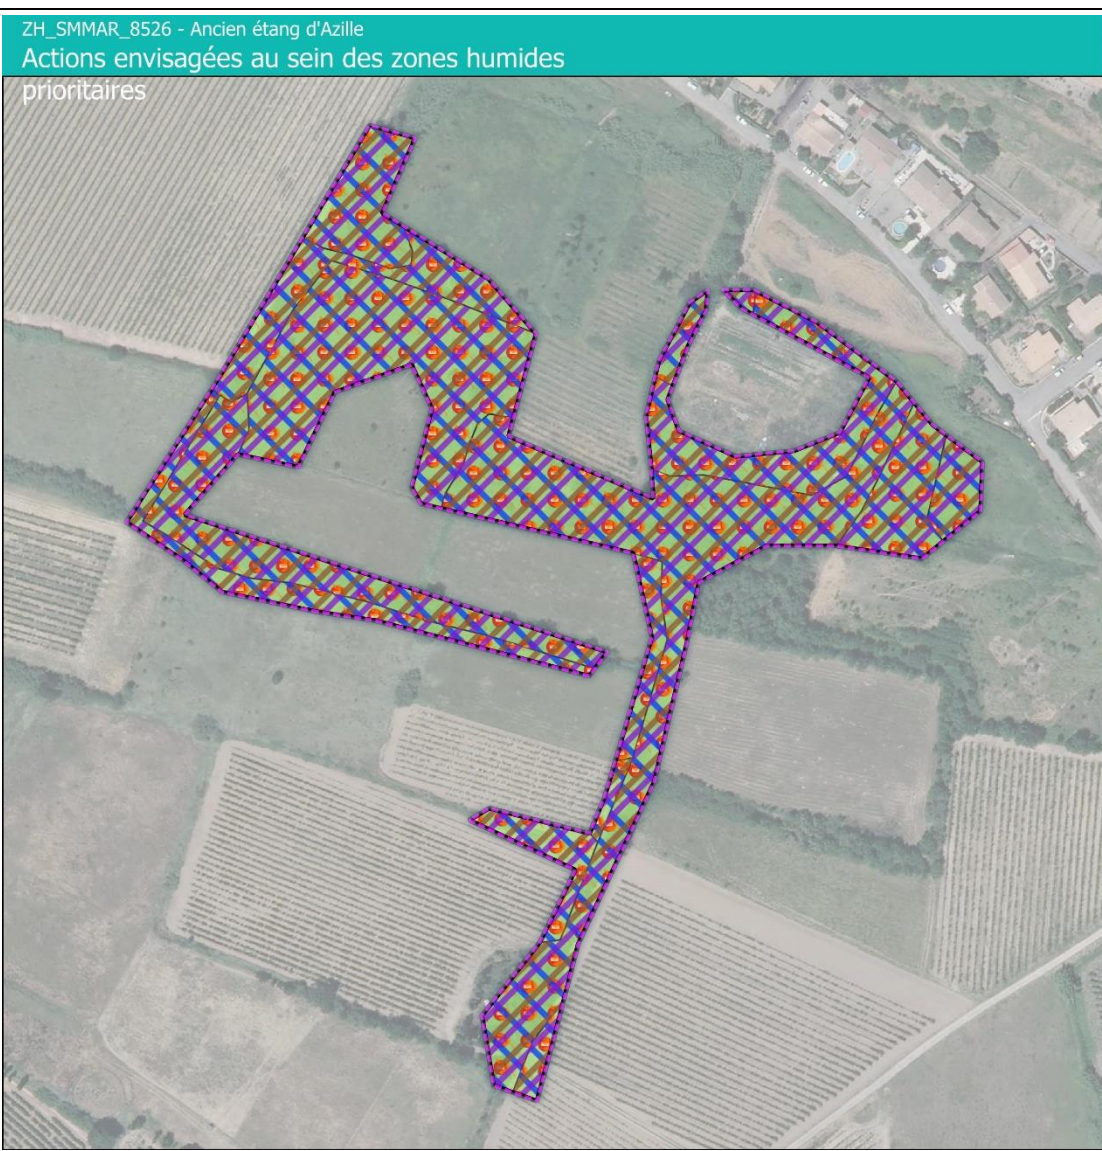 ZH_SMMAR_8526 - Ancien étang d'Azille
Actions envisagées au sein des zones humides
prioritaires